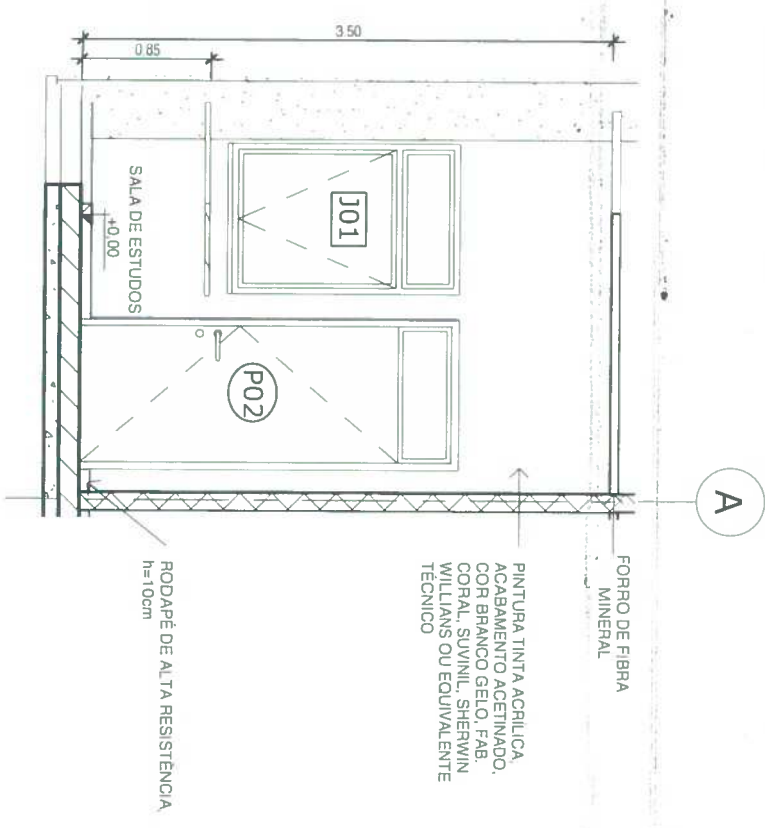 3.50
0.85
A
FORRO DE FIBRA
MINERAL
PINTURA TINTA ACRILICA,
ACABAMENTO ACETINADO,
COR BRANCO GELO, FAB.
CORAL, SUVINIL, SHERWIN
WILLIANS OU EQUIVALENTE
TÉCNICO
J01
P02
SALA DE ESTUDOS
+0,00
RODAPÉ DE ALTA RESISTÊNCIA
h=10cm